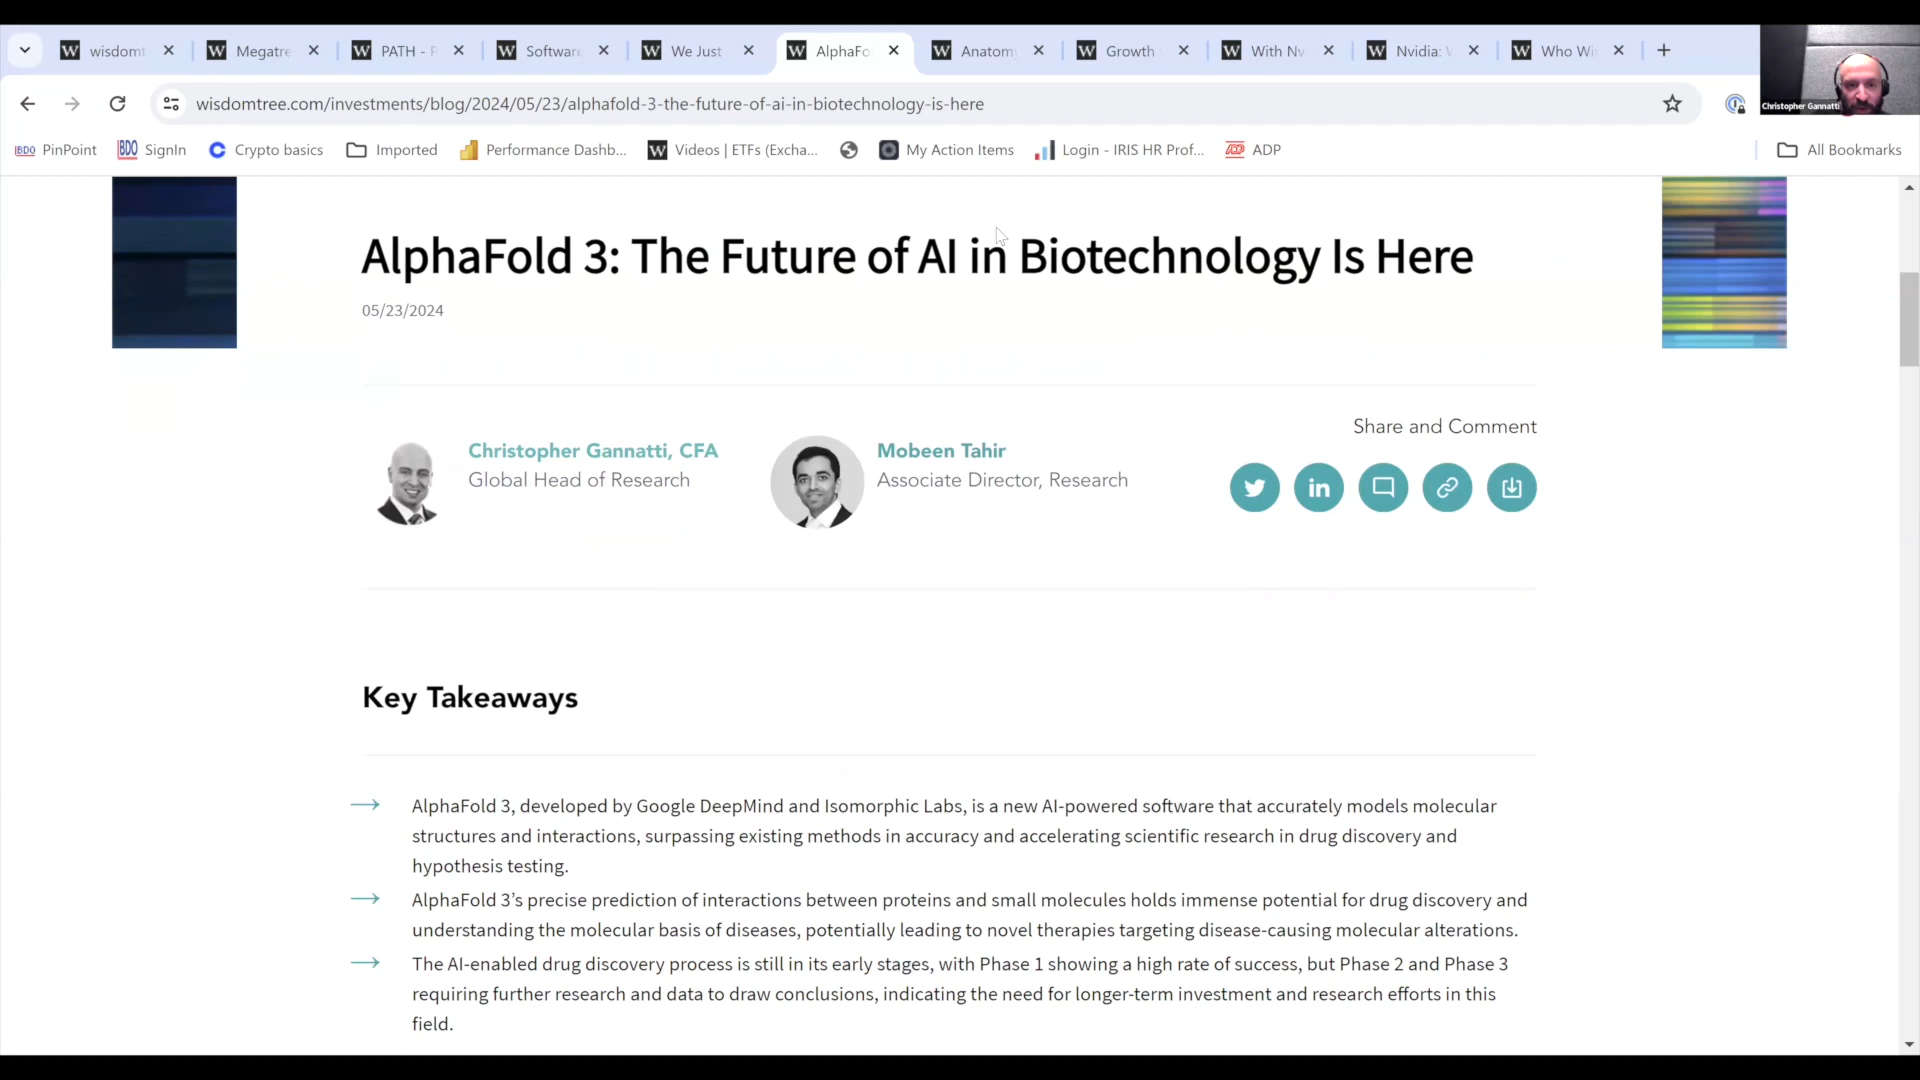 wisdomt
Megatre
PATH - P
Software
We Just
AlphaFo
Anatom
Growth
With Nv
Nvidia: V
Who Wi
wisdomtree.com/investments/blog/2024/05/23/alphafold-3-the-future-of-ai-in-biotechnology-is-here
Christopher Gannatti
BDO PinPoint
BDO SignIn
Crypto basics
Imported
Performance Dashb...
Videos | ETFs (Excha...
My Action Items
Login - IRIS HR Prof...
ADP
All Bookmarks
AlphaFold 3: The Future of AI in Biotechnology Is Here
05/23/2024
Christopher Gannatti, CFA
Global Head of Research
Mobeen Tahir
Associate Director, Research
Share and Comment
Key Takeaways
AlphaFold 3, developed by Google DeepMind and Isomorphic Labs, is a new AI-powered software that accurately models molecular
structures and interactions, surpassing existing methods in accuracy and accelerating scientific research in drug discovery and
hypothesis testing.
AlphaFold 3’s precise prediction of interactions between proteins and small molecules holds immense potential for drug discovery and
understanding the molecular basis of diseases, potentially leading to novel therapies targeting disease-causing molecular alterations.
The AI-enabled drug discovery process is still in its early stages, with Phase 1 showing a high rate of success, but Phase 2 and Phase 3
requiring further research and data to draw conclusions, indicating the need for longer-term investment and research efforts in this
field.